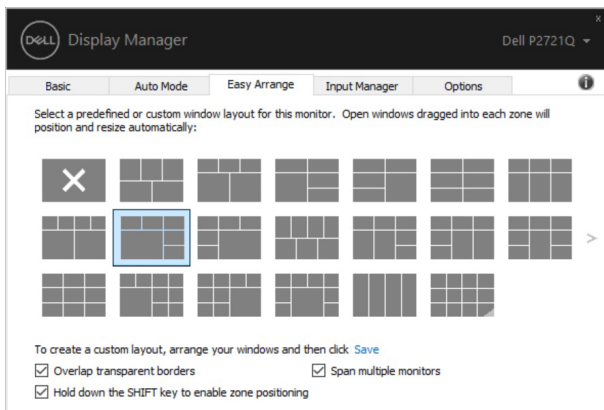 x
DELL Display Manager
Dell P2721Q
Basic Auto Mode Easy Arrange Input Manager Options
Select a predefined or custom window layout for this monitor. Open windows dragged into each zone will
position and resize automatically:
To create a custom layout, arrange your windows and then click Save
Overlap transparent borders Span multiple monitors
Hold down the SHIFT key to enable zone positioning